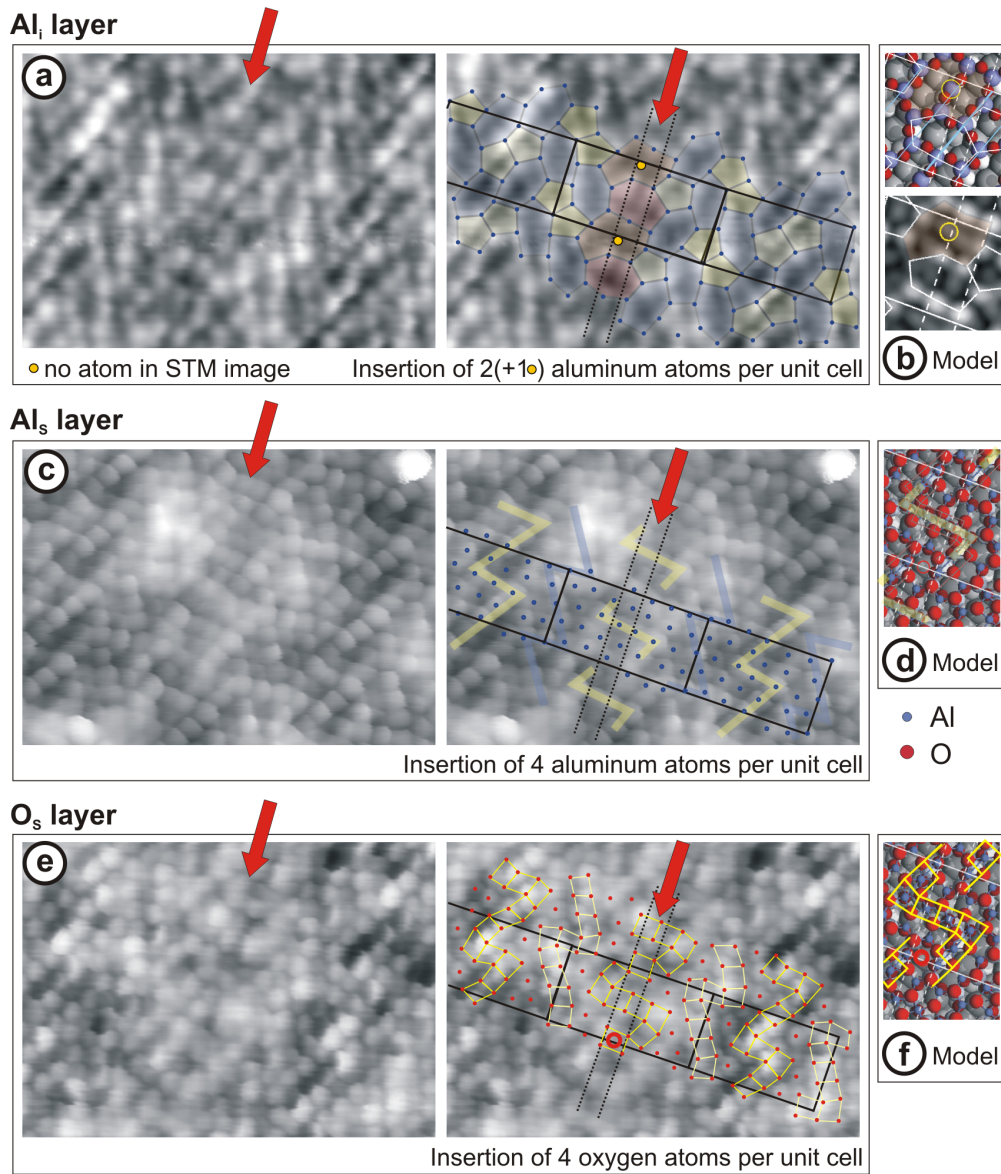 Alᵢ layer
a
no atom in STM image
Insertion of 2(+1) aluminum atoms per unit cell
b Model
Alₛ layer
c
Insertion of 4 aluminum atoms per unit cell
d Model
Al
O
Oₛ layer
e
Insertion of 4 oxygen atoms per unit cell
f Model